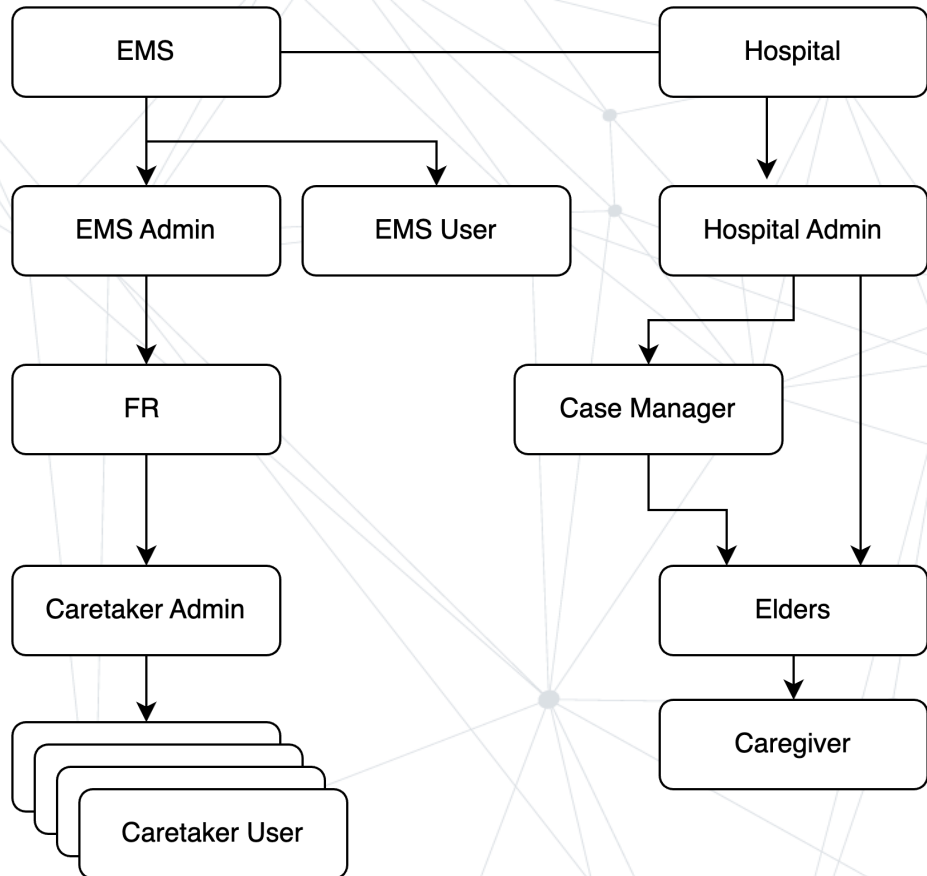 EMS
Hospital
EMS Admin
EMS User
Hospital Admin
FR
Case Manager
Caretaker Admin
Elders
Caregiver
Caretaker User